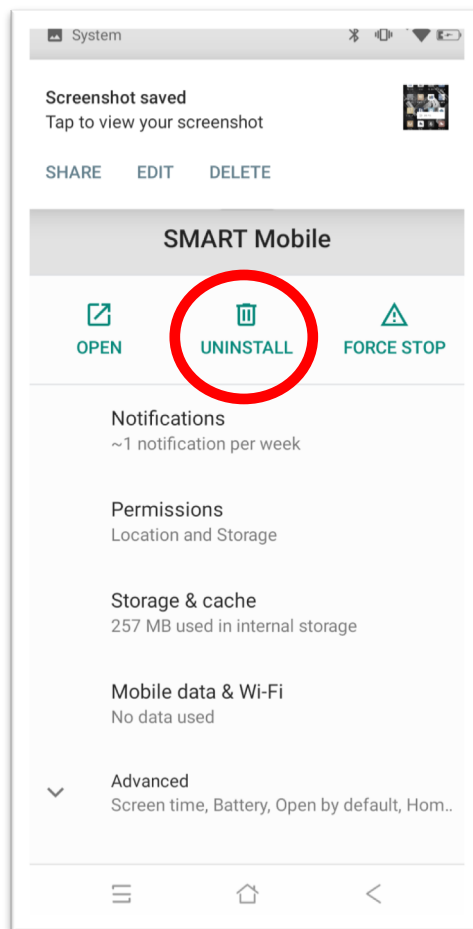 System
Screenshot saved
Tap to view your screenshot
SHARE EDIT DELETE
SMART Mobile
OPEN UNINSTALL FORCE STOP
Notifications
~1 notification per week
Permissions
Location and Storage
Storage & cache
257 MB used in internal storage
Mobile data & Wi-Fi
No data used
Advanced
Screen time, Battery, Open by default, Hom..